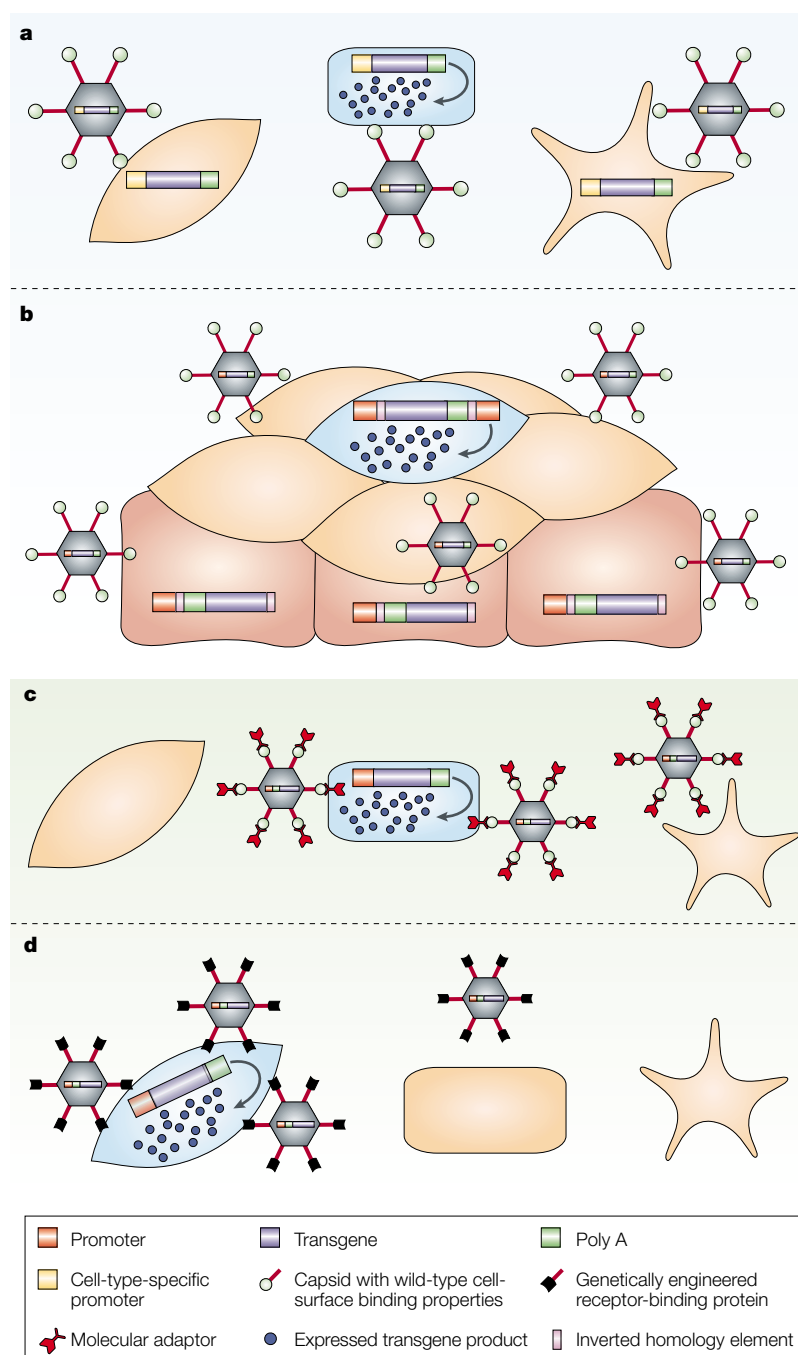 a
b
c
d
Promoter
Transgene
Poly A
Cell-type-specific
promoter
Capsid with wild-type cell-
surface binding properties
Genetically engineered
receptor-binding protein
Molecular adaptor
Expressed transgene product
Inverted homology element